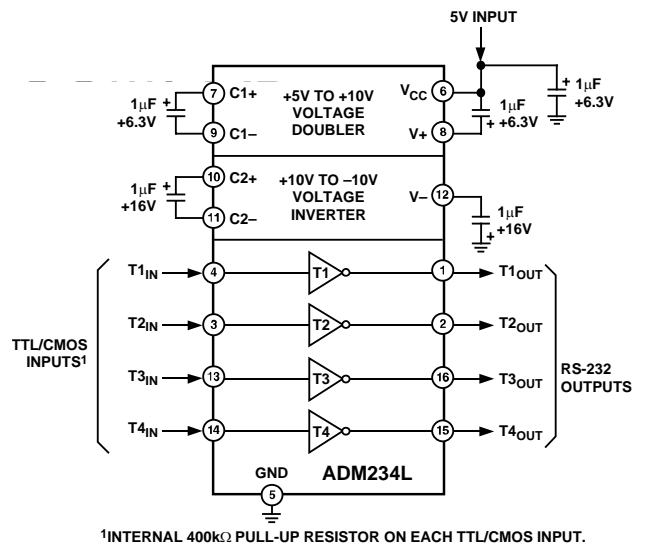 5V INPUT
7 C1+ +5V TO +10V VCC 6
1µF + +6.3V VOLTAGE DOUBLER 1µF + +6.3V + 1µF +6.3V
9 C1– V+ 8
10 C2+ +10V TO –10V
1µF + +16V VOLTAGE INVERTER V– 12
11 C2– 1µF + +16V
T1IN 4 T1 1 T1OUT
T2IN 3 T2 2 T2OUT
TTL/CMOS INPUTS1 RS-232 OUTPUTS
T3IN 13 T3 16 T3OUT
T4IN 14 T4 15 T4OUT
GND ADM234L
5
1INTERNAL 400kΩ PULL-UP RESISTOR ON EACH TTL/CMOS INPUT.